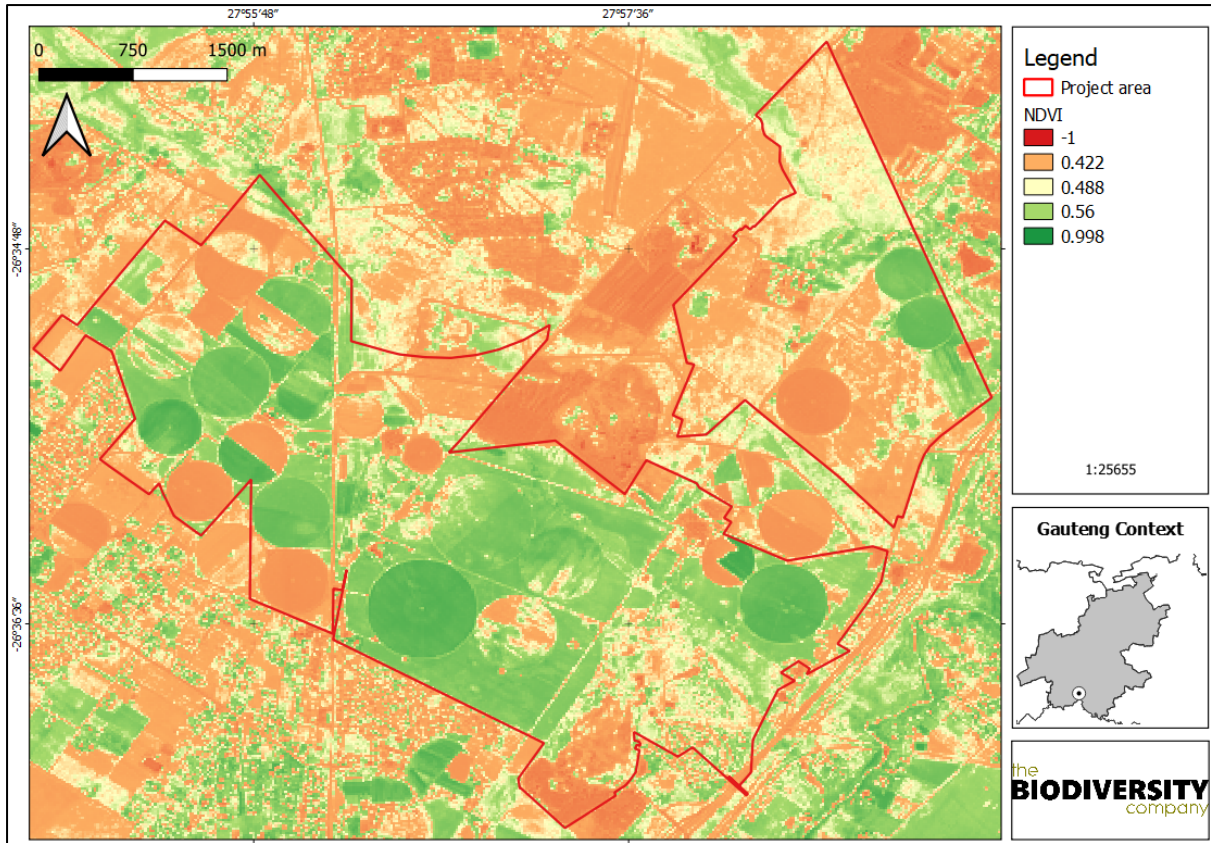 27°55'48"
27°57'36"
0 750 1500 m
-26°34'48"
-26°36'36"
Legend
Project area
NDVI
-1
0.422
0.488
0.56
0.998
1:25655
Gauteng Context
the
BIODIVERSITY
company